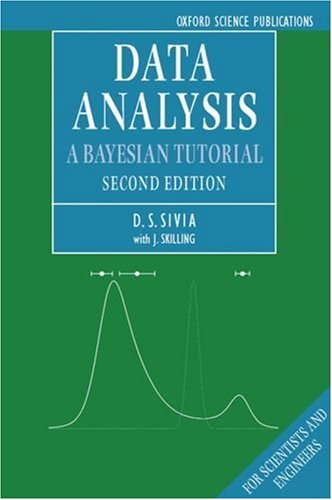 OXFORD SCIENCE PUBLICATIONS
DATA
ANALYSIS
A BAYESIAN TUTORIAL
SECOND EDITION
D. S. SIVIA
with J. SKILLING
FOR SCIENTISTS AND
ENGINEERS